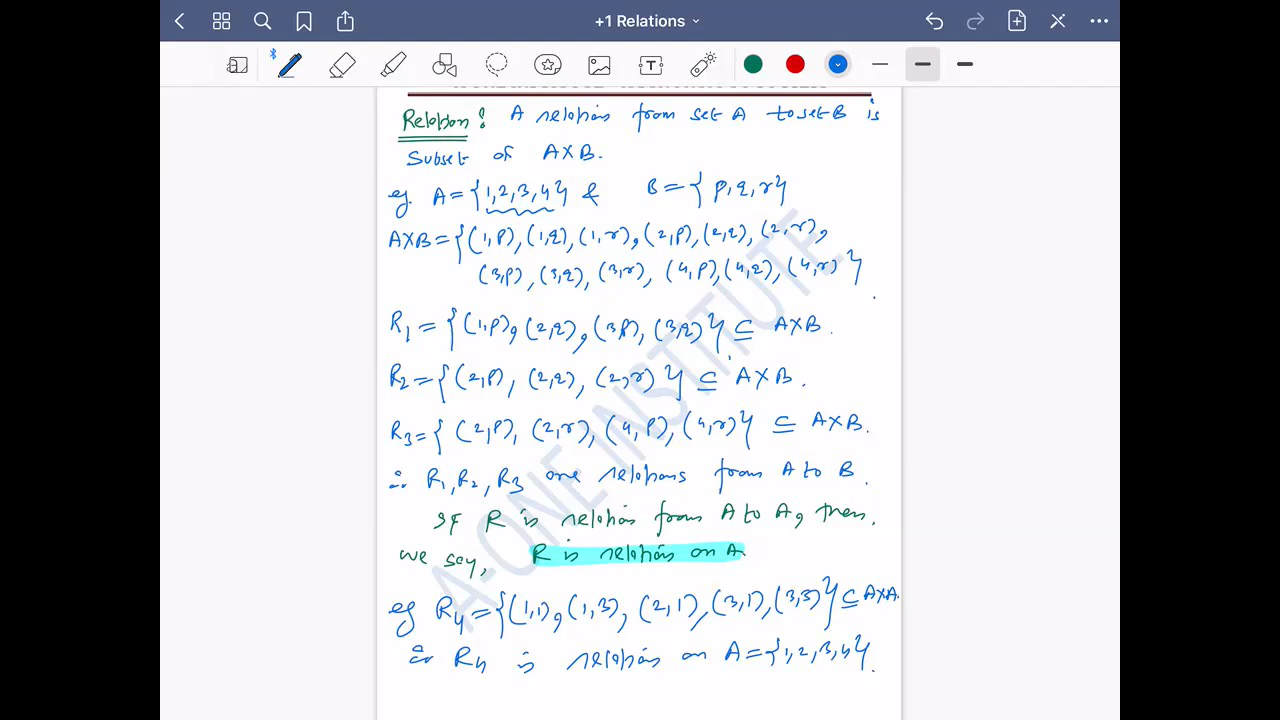 +1 Relations
Relation: A relation from set A to set B is
subset of A×B.
eg. A={1,2,3,4} & B={p,q,r}
A×B={(1,p),(1,q),(1,r),(2,p),(2,q),(2,r),
(3,p),(3,q),(3,r),(4,p),(4,q),(4,r)}
R₁={(1,p),(2,q),(3,p),(3,q)}⊆ A×B.
R₂={(2,p),(2,q),(2,r)}⊆ A×B.
R₃={(2,p),(2,r),(4,p),(4,r)}⊆ A×B.
∴ R₁,R₂,R₃ are relations from A to B.
If R is relation from A to A, then,
we say, R is relation on A.
eg R₄={(1,1),(1,3),(2,1),(3,1),(3,3)}⊆A×A.
∴ R₄ is relation on A={1,2,3,4}.
A-ONE INSTITUTE